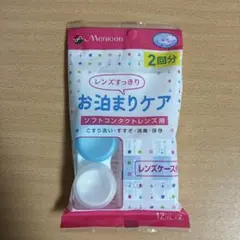 Menicon
2回分
レンズすっきり
お泊まりケア
ソフトコンタクトレンズ用
こすり洗い・すすぎ・消毒・保存
レンズケース付